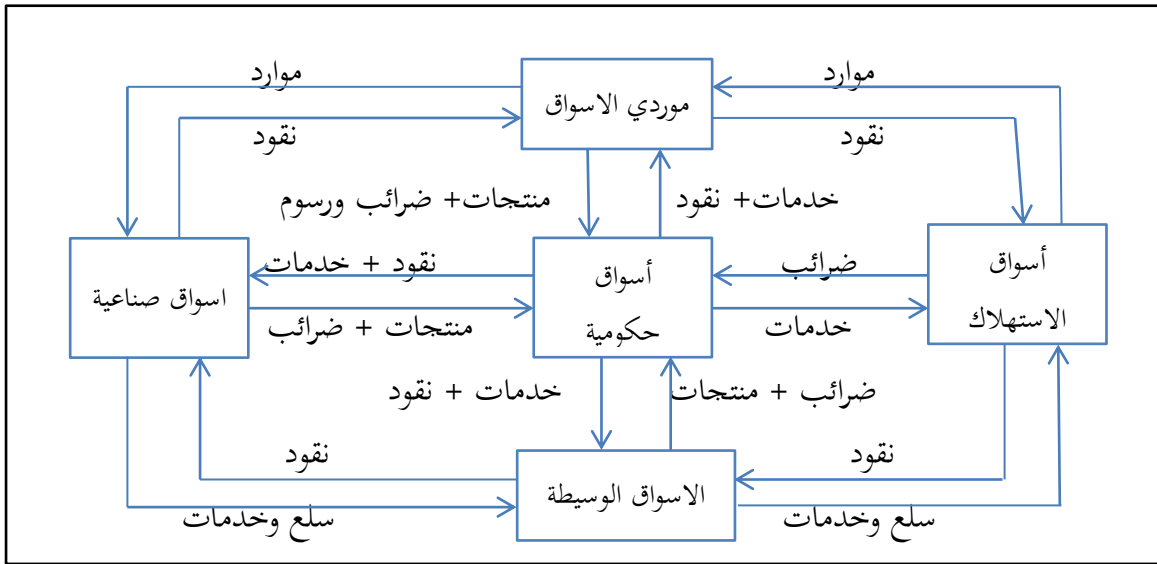 موارد
موارد
موردي الاسواق
نقود
نقود
خدمات+ نقود
منتجات+ ضرائب ورسوم
أسواق
الاستهلاك
ضرائب
أسواق
حكومية
نقود + خدمات
اسواق صناعية
خدمات
منتجات + ضرائب
ضرائب + منتجات
خدمات + نقود
نقود
نقود
الاسواق الوسيطة
سلع وخدمات
سلع وخدمات